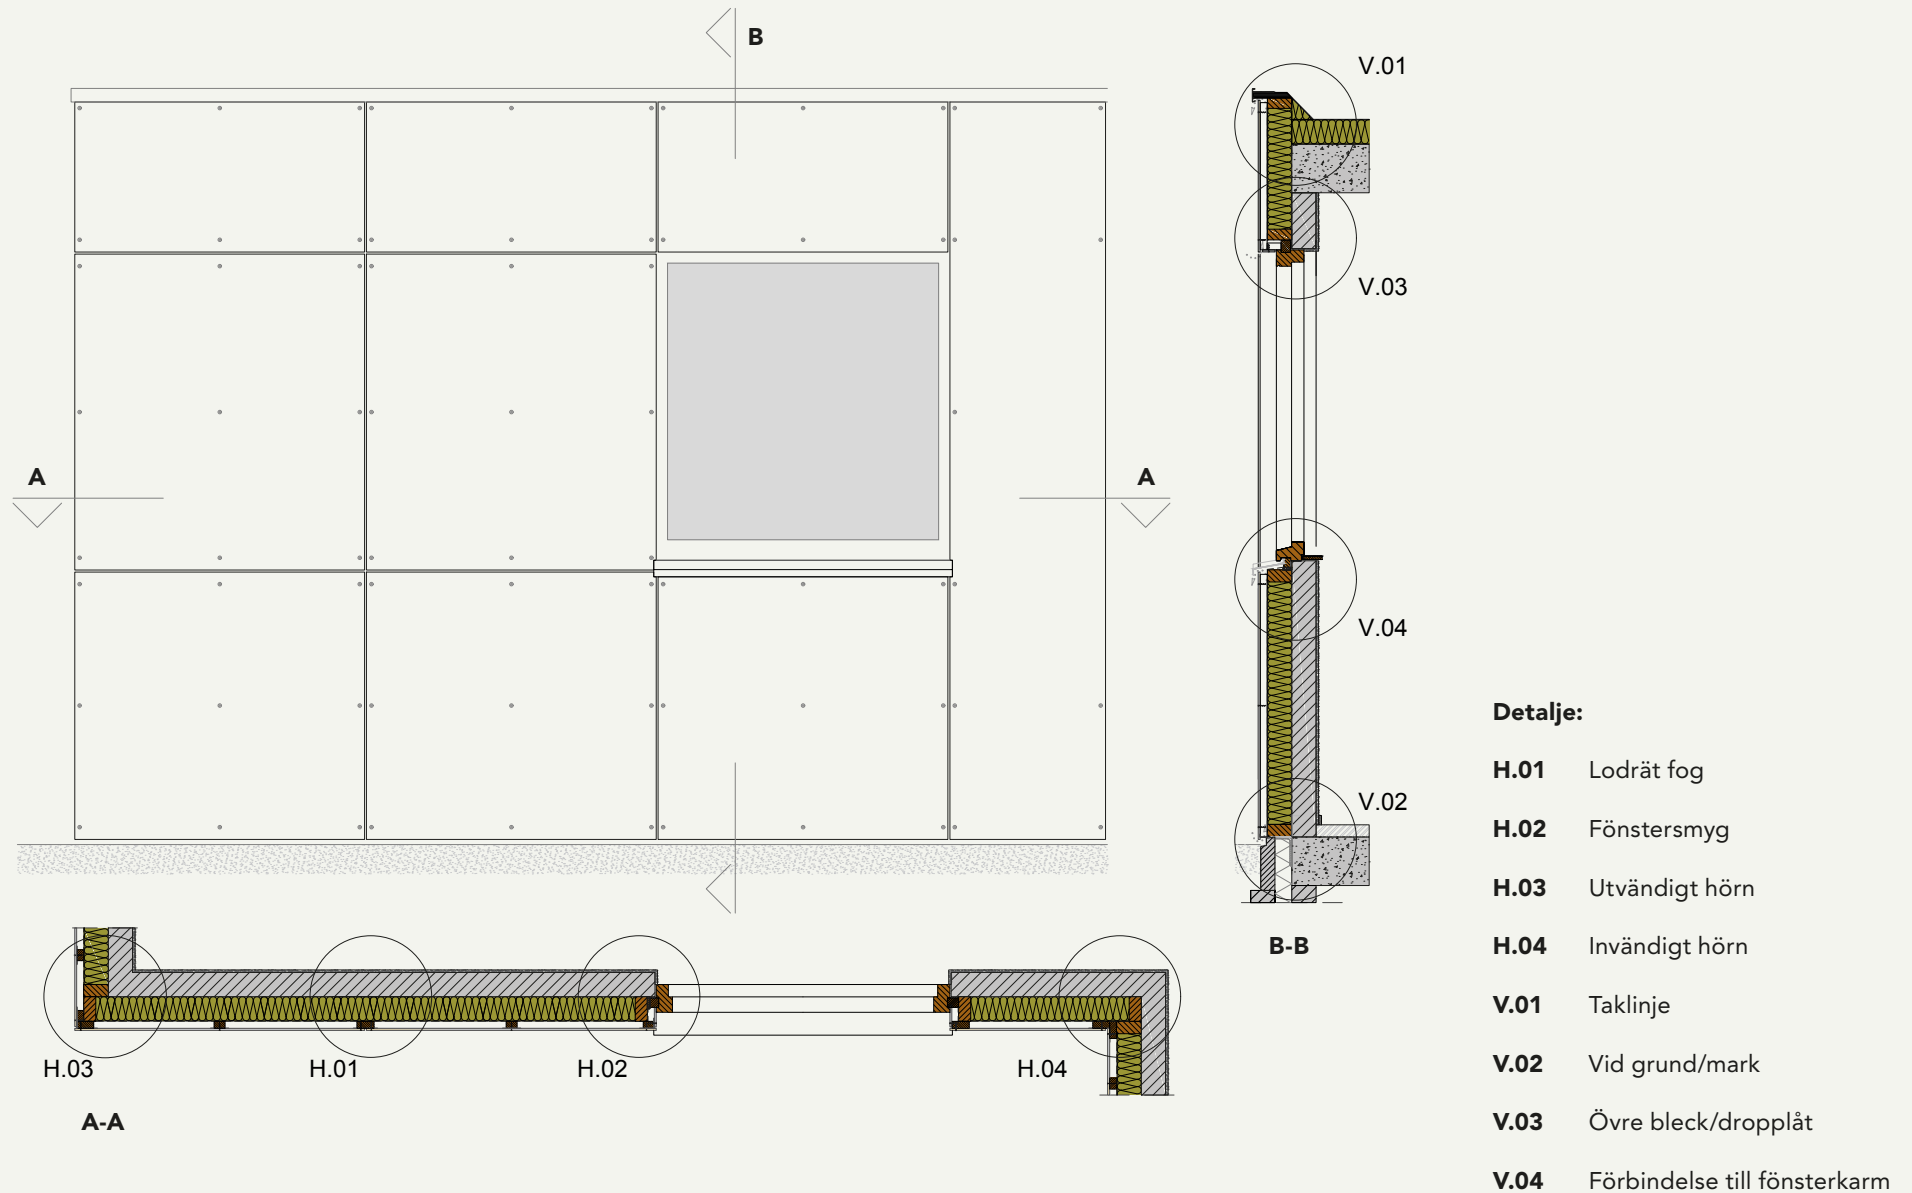 B
V.01
V.03
A
A
V.04
V.02
B-B
H.03
H.01
H.02
H.04
A-A
Detalje:
H.01 Lodrät fog
H.02 Fönstersmyg
H.03 Utvändigt hörn
H.04 Invändigt hörn
V.01 Taklinje
V.02 Vid grund/mark
V.03 Övre bleck/dropplåt
V.04 Förbindelse till fönsterkarm